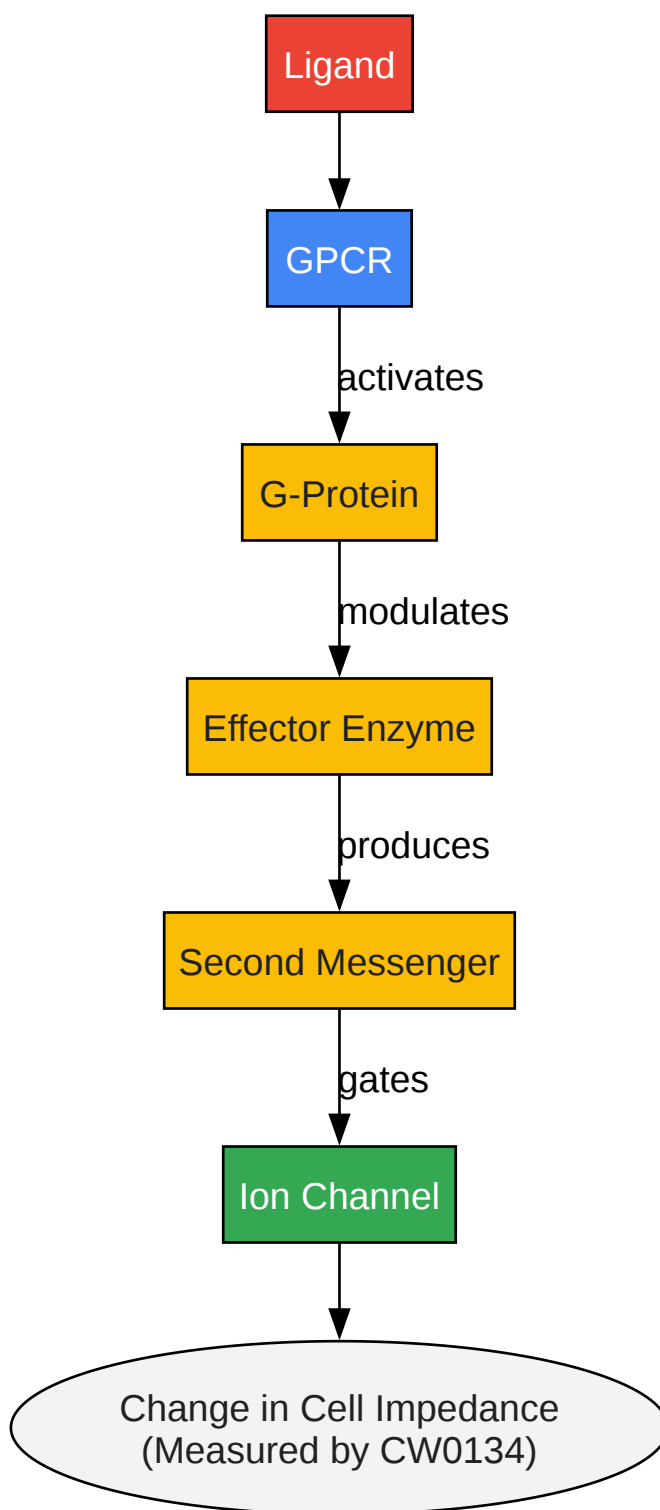 Ligand
GPCR
activates
G-Protein
modulates
Effector Enzyme
produces
Second Messenger
gates
Ion Channel
Change in Cell Impedance
(Measured by CW0134)